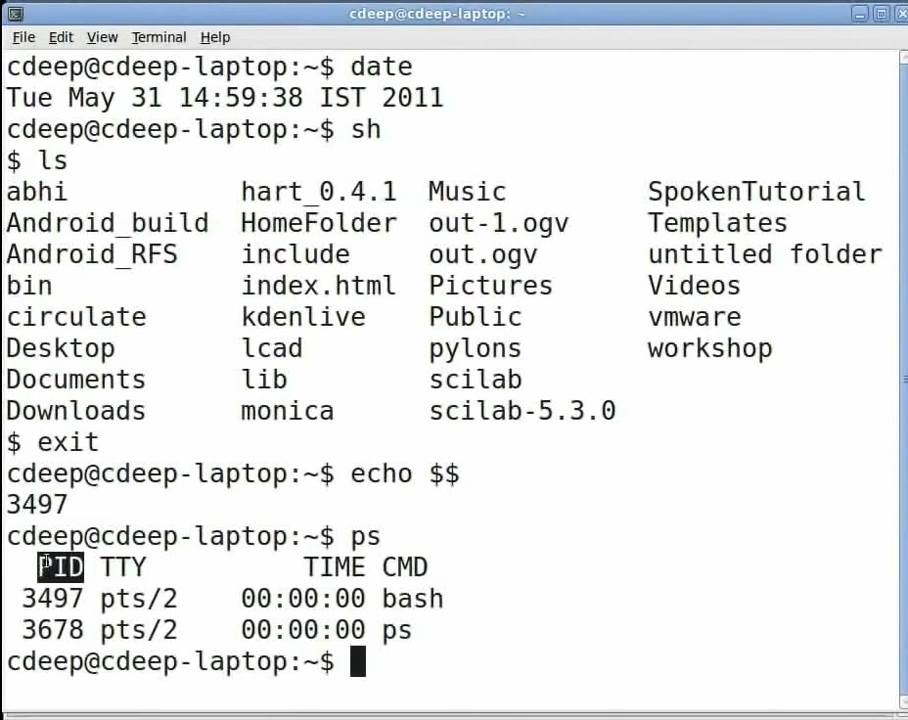 cdeep@cdeep-laptop: ~
File Edit View Terminal Help
cdeep@cdeep-laptop:~$ date
Tue May 31 14:59:38 IST 2011
cdeep@cdeep-laptop:~$ sh
$ ls
abhi hart_0.4.1 Music SpokenTutorial
Android_build HomeFolder out-1.ogv Templates
Android_RFS include out.ogv untitled folder
bin index.html Pictures Videos
circulate kdenlive Public vmware
Desktop lcad pylons workshop
Documents lib scilab
Downloads monica scilab-5.3.0
$ exit
cdeep@cdeep-laptop:~$ echo $$
3497
cdeep@cdeep-laptop:~$ ps
PID TTY TIME CMD
3497 pts/2 00:00:00 bash
3678 pts/2 00:00:00 ps
cdeep@cdeep-laptop:~$